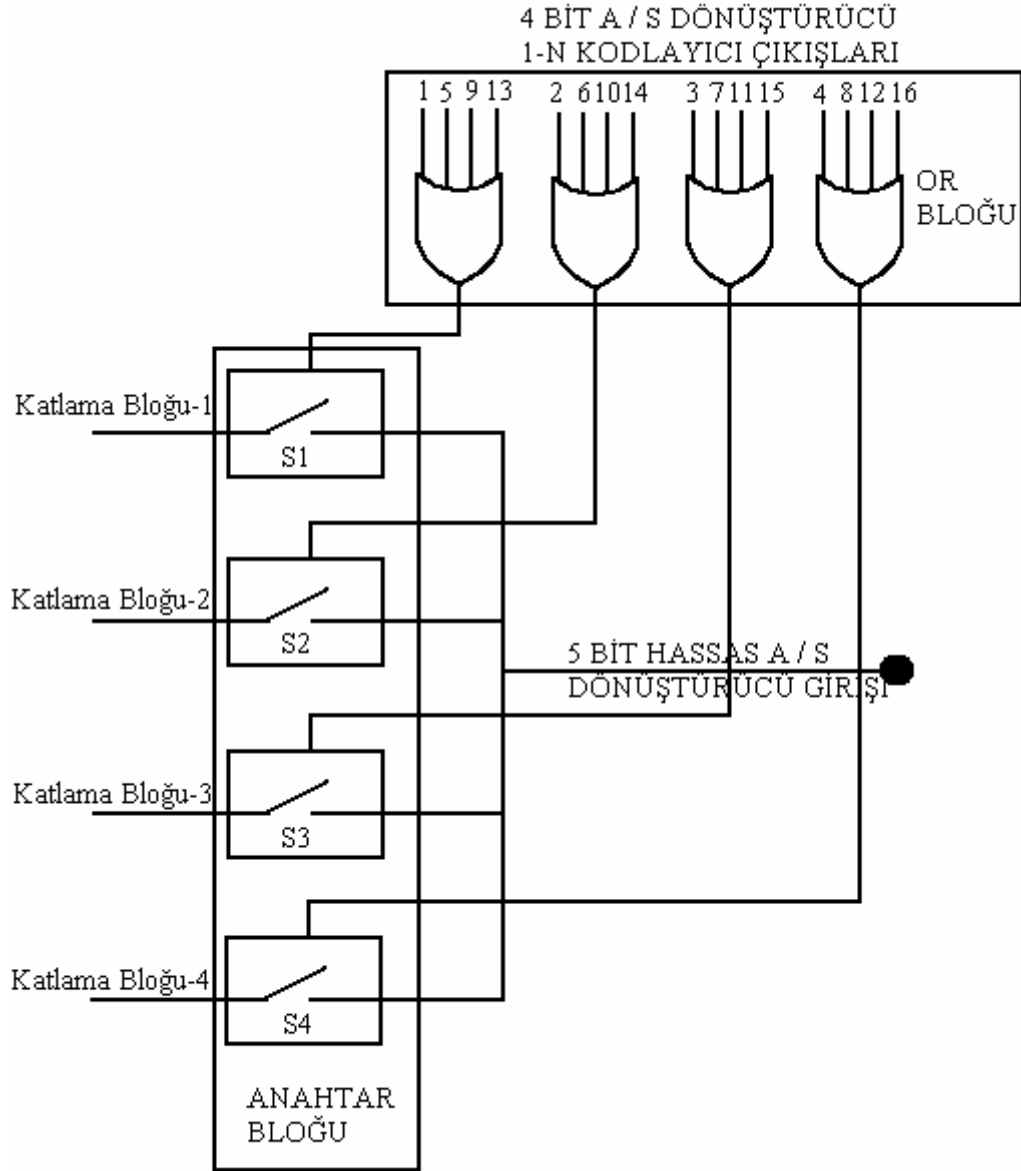 4 BİT A / S DÖNÜŞTÜRÜCÜ
1-N KODLAYICI ÇIKIŞLARI
1 5 9 13 2 6 10 14 3 7 11 15 4 8 12 16
OR
BLOĞU
Katlama Bloğu-1
S1
Katlama Bloğu-2
S2
5 BİT HASSAS A / S
DÖNÜŞTÜRÜCÜ GİRİŞİ
Katlama Bloğu-3
S3
Katlama Bloğu-4
S4
ANAHTAR
BLOĞU